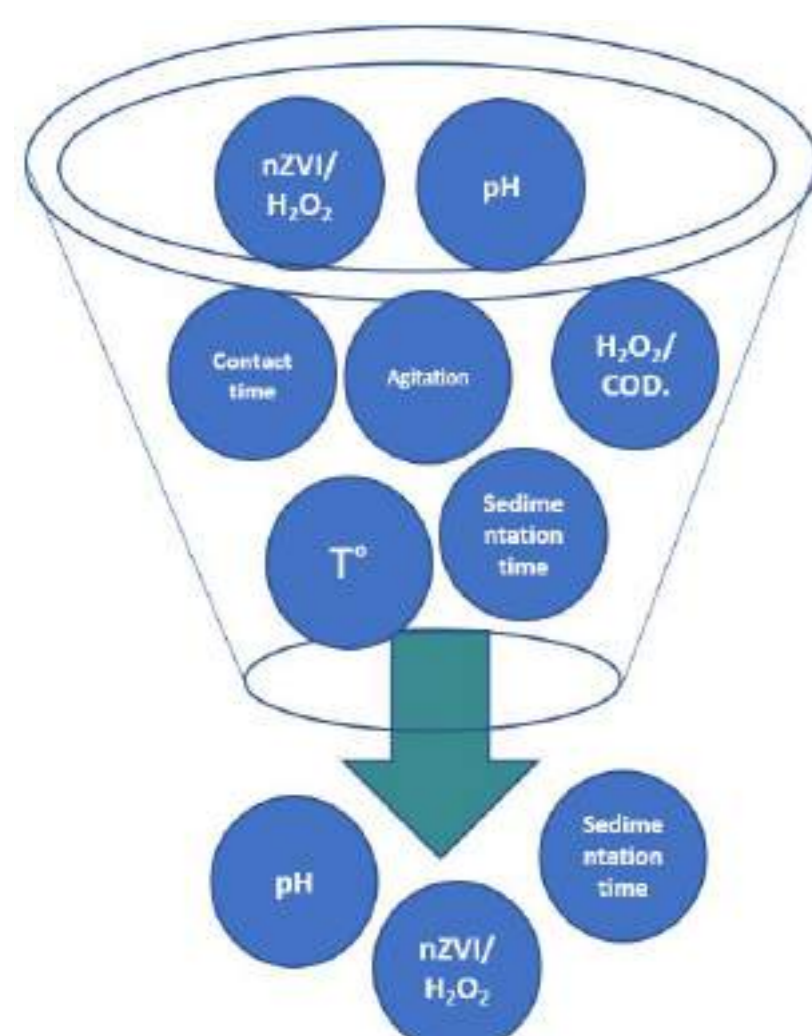 nZVI/
H₂O₂
pH
Contact
time
Agitation
H₂O₂/
COD.
T°
Sedime
ntation
time
pH
nZVI/
H₂O₂
Sedime
ntation
time